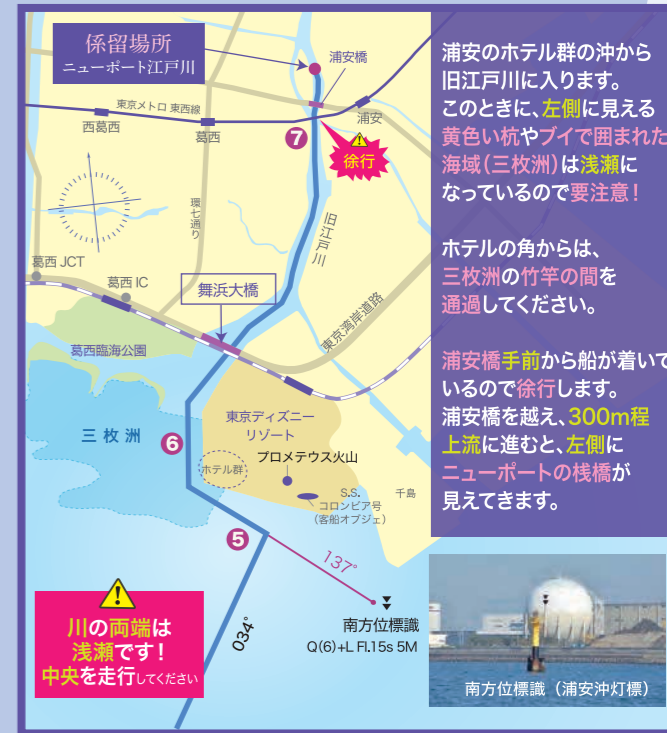 係留場所
ニューポート江戸川
浦安橋
東京メトロ 東西線
西葛西
葛西
浦安
7
徐行
環七通り
旧江戸川
葛西 JCT
葛西 IC
舞浜大橋
東京湾岸道路
葛西臨海公園
三枚洲
6
東京ディズニー
リゾート
ホテル群
プロメテウス火山
S.S.
コロンビア号
(客船オブジェ)
千島
5
137°
034°
南方位標識
Q(6)+L Fl.15s 5M
川の両端は
浅瀬です!
中央を走行してください
浦安のホテル群の沖から
旧江戸川に入ります。
このときに、左側に見える
黄色い杭やブイで囲まれた
海域(三枚洲)は浅瀬に
なっているので要注意!
ホテルの角からは、
三枚洲の竹竿の間を
通過してください。
浦安橋手前から船が着いて
いるので徐行します。
浦安橋を越え、300m程
上流に進むと、左側に
ニューポートの桟橋が
見えてきます。
南方位標識(浦安沖灯標)